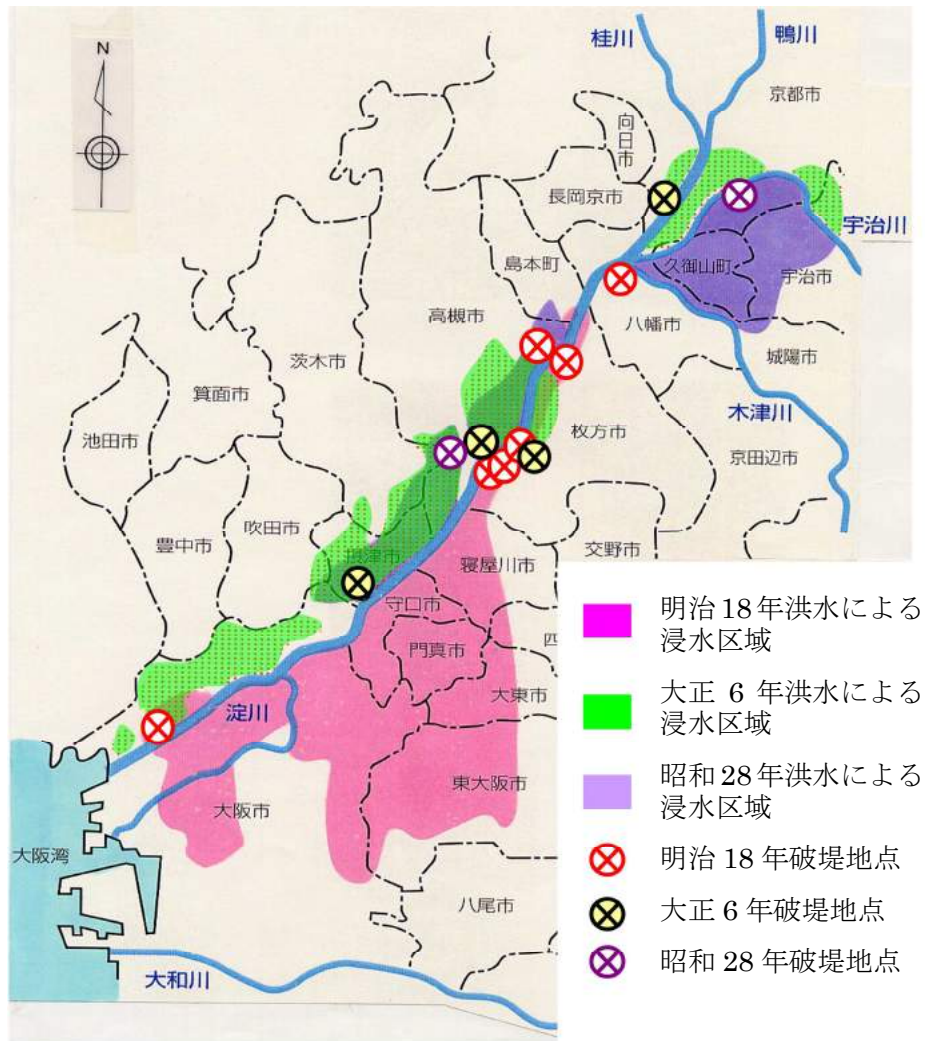 N
桂川
鴨川
京都市
向日市
長岡京市
宇治川
島本町
久御山町
宇治市
高槻市
八幡市
茨木市
城陽市
箕面市
木津川
池田市
枚方市
京田辺市
吹田市
豊中市
交野市
摂津市
寝屋川市
守口市
門真市
四
大東市
淀川
東大阪市
大阪市
大阪湾
八尾市
大和川
明治 18 年洪水による
浸水区域
大正 6 年洪水による
浸水区域
昭和 28 年洪水による
浸水区域
明治 18 年破堤地点
大正 6 年破堤地点
昭和 28 年破堤地点